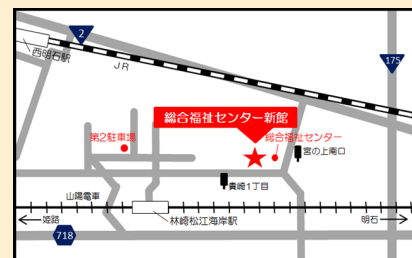 2
175
西明石駅
JR
総合福祉センター新館
第2駐車場
総合福祉センター
宮の上南口
貴崎1丁目
山陽電車
←姫路
林崎松江海岸駅
明石→
718